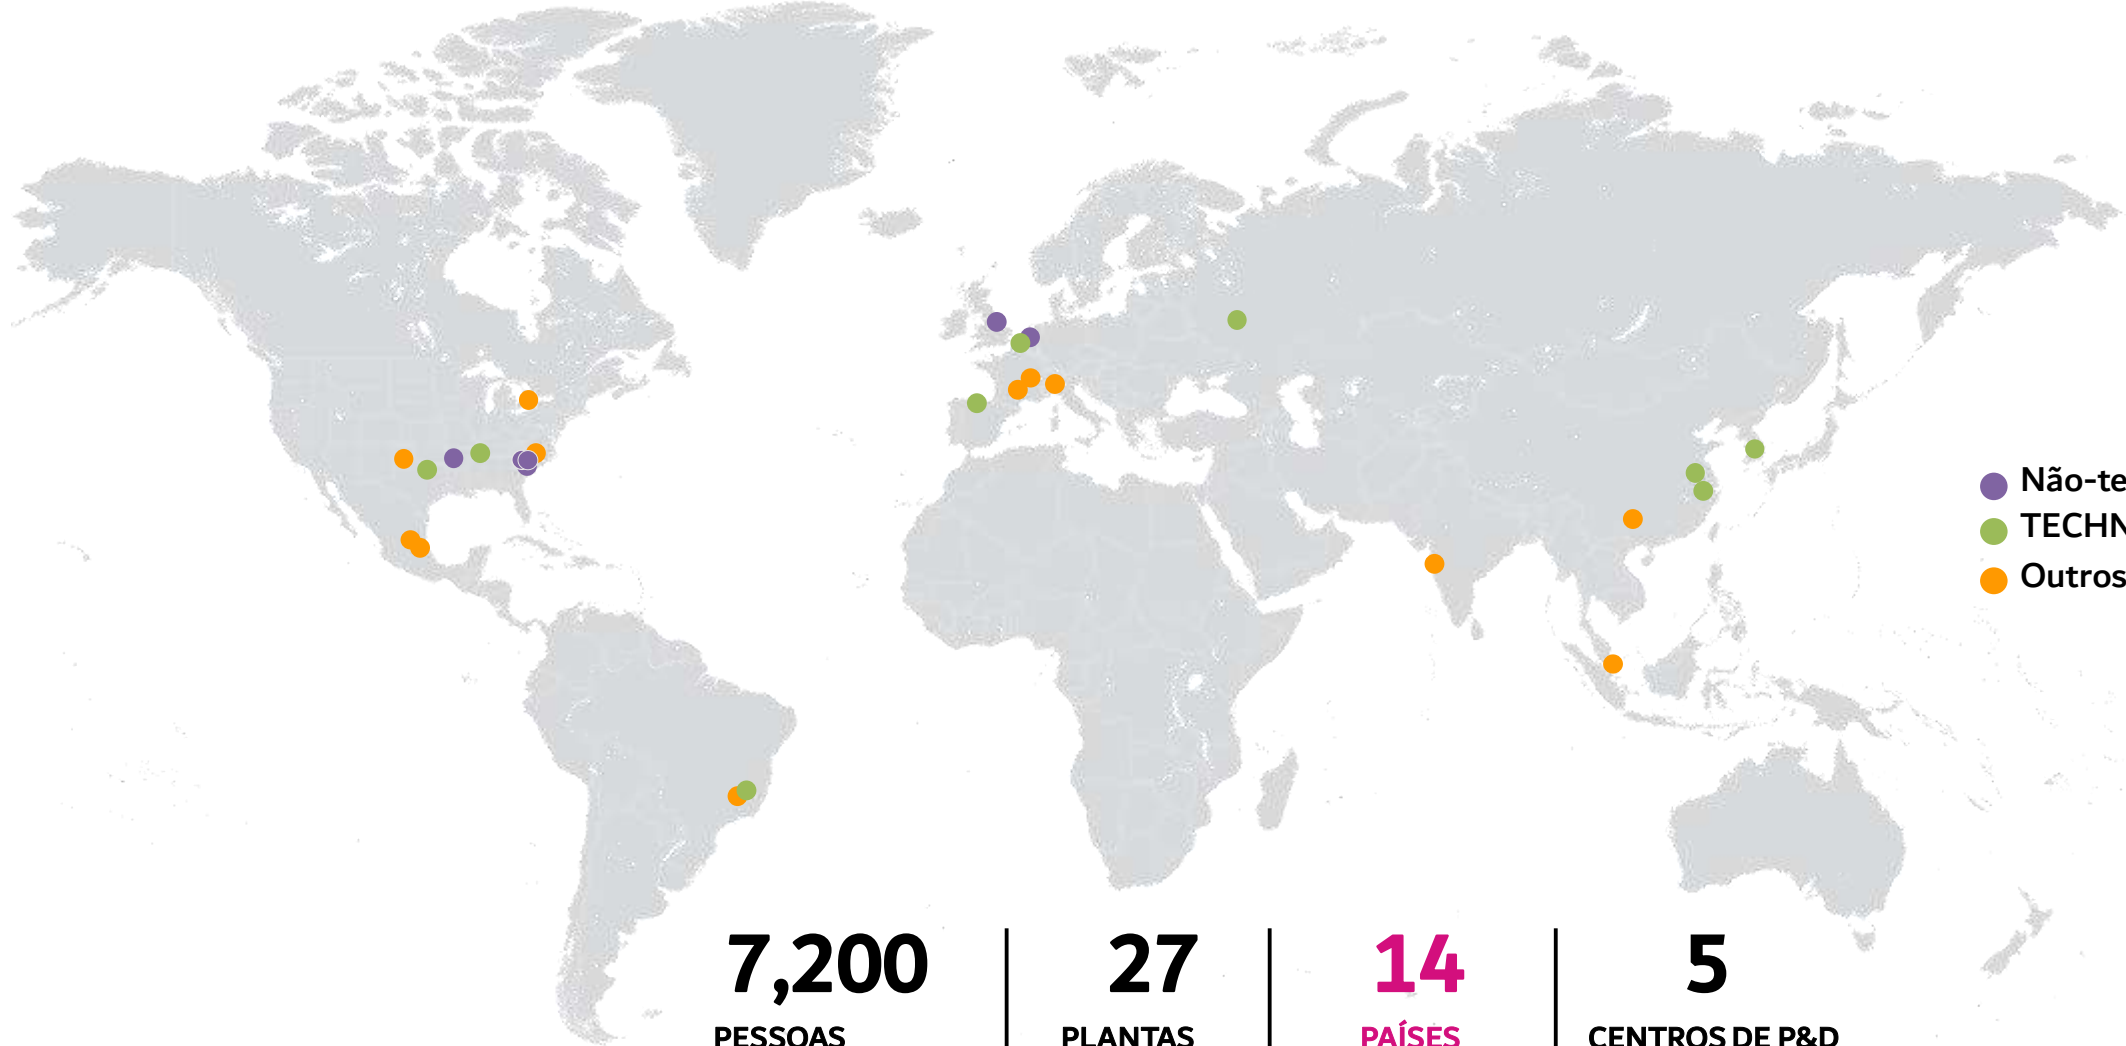 Não-te
TECHN
Outros
7,200
PESSOAS
27
PLANTAS
14
PAÍSES
5
CENTROS DE P&D